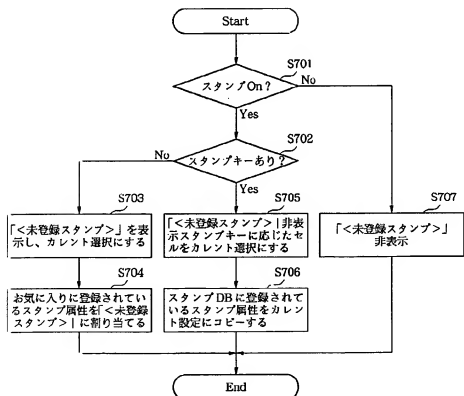 Start
S701
スタンプOn?
No
Yes
S702
No
スタンプキーあり?
Yes
S703
「<未登録スタンプ>」を表
示し、カレント選択にする
S705
「<未登録スタンプ>」非表
示スタンプキーに応じたセ
ルをカレント選択にする
S707
「<未登録スタンプ>」
非表示
S704
お気に入りに登録されてい
るスタンプ属性を「<未登録
スタンプ>」に割り当てる
S706
スタンプDBに登録されて
いるスタンプ属性をカレン
ト設定にコピーする
End